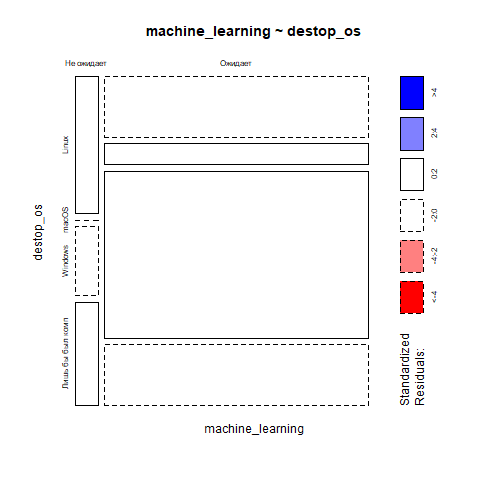 machine_learning ~ destop_os
Не ожидает
Ожидает
Linux
macOS
Windows
Лишь бы был комп
destop_os
machine_learning
>4
2:4
0:2
-2:0
-4:-2
<-4
Standardized
Residuals: